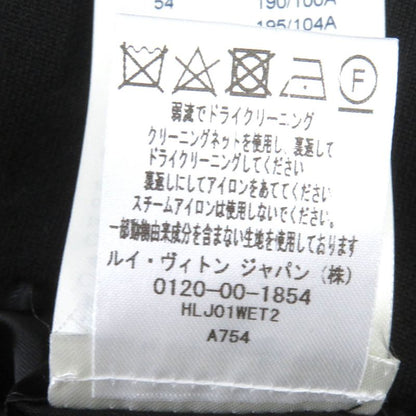 54 190/100A
195/104A
F
弱流でドライクリーニング
クリーニングネットを使用し、裏返して
ドライクリーニングしてください
裏返しにしてアイロンをあててください
スチームアイロンは使用しないでください。
一部動物由来成分を含まない生地を使用しております
ルイ・ヴィトン ジャパン (株)
0120-00-1854
HLJ01WET2
A754